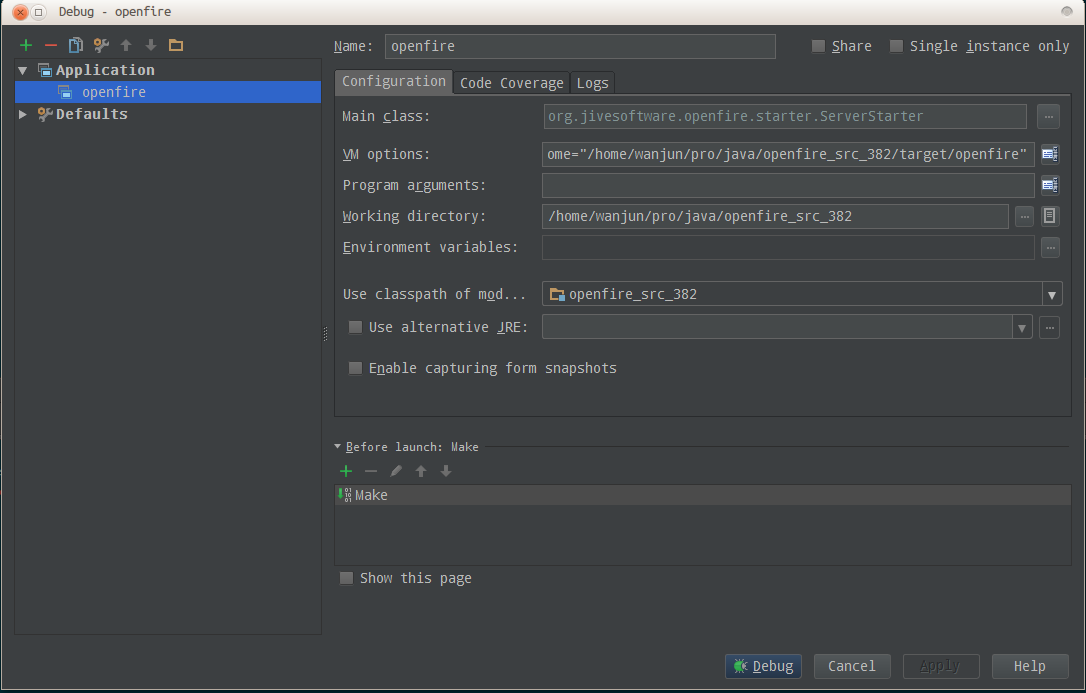 Debug - openfire
Name: openfire Share Single instance only
Application
openfire
Defaults
Configuration Code Coverage Logs
Main class: org.jivesoftware.openfire.starter.ServerStarter ...
VM options: ome="/home/wanjun/pro/java/openfire_src_382/target/openfire"
Program arguments:
Working directory: /home/wanjun/pro/java/openfire_src_382 ...
Environment variables: ...
Use classpath of mod... openfire_src_382
Use alternative JRE: ...
Enable capturing form snapshots
Before launch: Make
Make
Show this page
Debug Cancel Apply Help